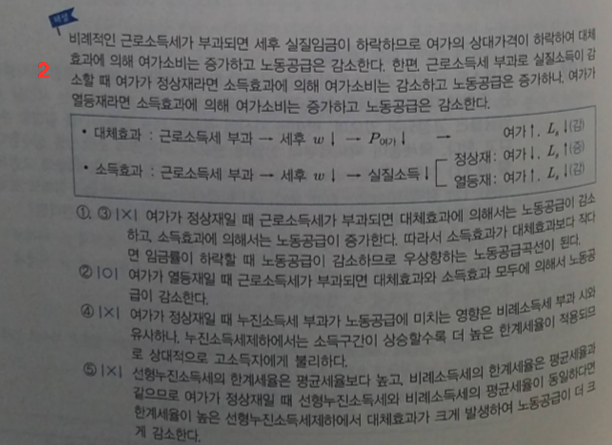 해설
2
비례적인 근로소득세가 부과되면 세후 실질임금이 하락하므로 여가의 상대가격이 하락하여 대체
효과에 의해 여가소비는 증가하고 노동공급은 감소한다. 한편, 근로소득세 부과로 실질소득이 감
소할 때 여가가 정상재라면 소득효과에 의해 여가소비는 감소하고 노동공급은 증가하나, 여가가
열등재라면 소득효과에 의해 여가소비는 증가하고 노동공급은 감소한다.
• 대체효과 : 근로소득세 부과 → 세후 w↓ → P여가↓ → 여가↑, Ls↓(감)
• 소득효과 : 근로소득세 부과 → 세후 w↓ → 실질소득↓ 정상재: 여가↓, Ls↑(증)
열등재: 여가↑, Ls↓(감)
①, ③ |×| 여가가 정상재일 때 근로소득세가 부과되면 대체효과에 의해서는 노동공급이 감소
하고, 소득효과에 의해서는 노동공급이 증가한다. 따라서 소득효과가 대체효과보다 작다
면 임금률이 하락할 때 노동공급이 감소하므로 우상향하는 노동공급곡선이 된다.
② |○| 여가가 열등재일 때 근로소득세가 부과되면 대체효과와 소득효과 모두에 의해서 노동공
급이 감소한다.
④ |×| 여가가 정상재일 때 누진소득세 부과가 노동공급에 미치는 영향은 비례소득세 부과 시와
유사하나, 누진소득세제하에서는 소득구간이 상승할수록 더 높은 한계세율이 적용되므
로 상대적으로 고소득자에게 불리하다.
⑤ |×| 선형누진소득세의 한계세율은 평균세율보다 높고, 비례소득세의 한계세율은 평균세율과
같으므로 여가가 정상재일 때 선형누진소득세와 비례소득세의 평균세율이 동일하다면
한계세율이 높은 선형누진소득세제하에서 대체효과가 크게 발생하여 노동공급이 더 크
게 감소한다.